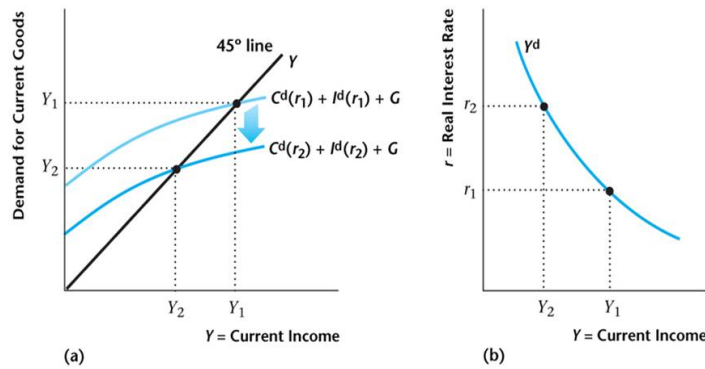 Demand for Current Goods
45° line
Y
Y₁
Cᵈ(r₁) + Iᵈ(r₁) + G
Y₂
Cᵈ(r₂) + Iᵈ(r₂) + G
Y₂
Y₁
Y = Current Income
(a)
r = Real Interest Rate
Yᵈ
r₂
r₁
Y₂
Y₁
Y = Current Income
(b)